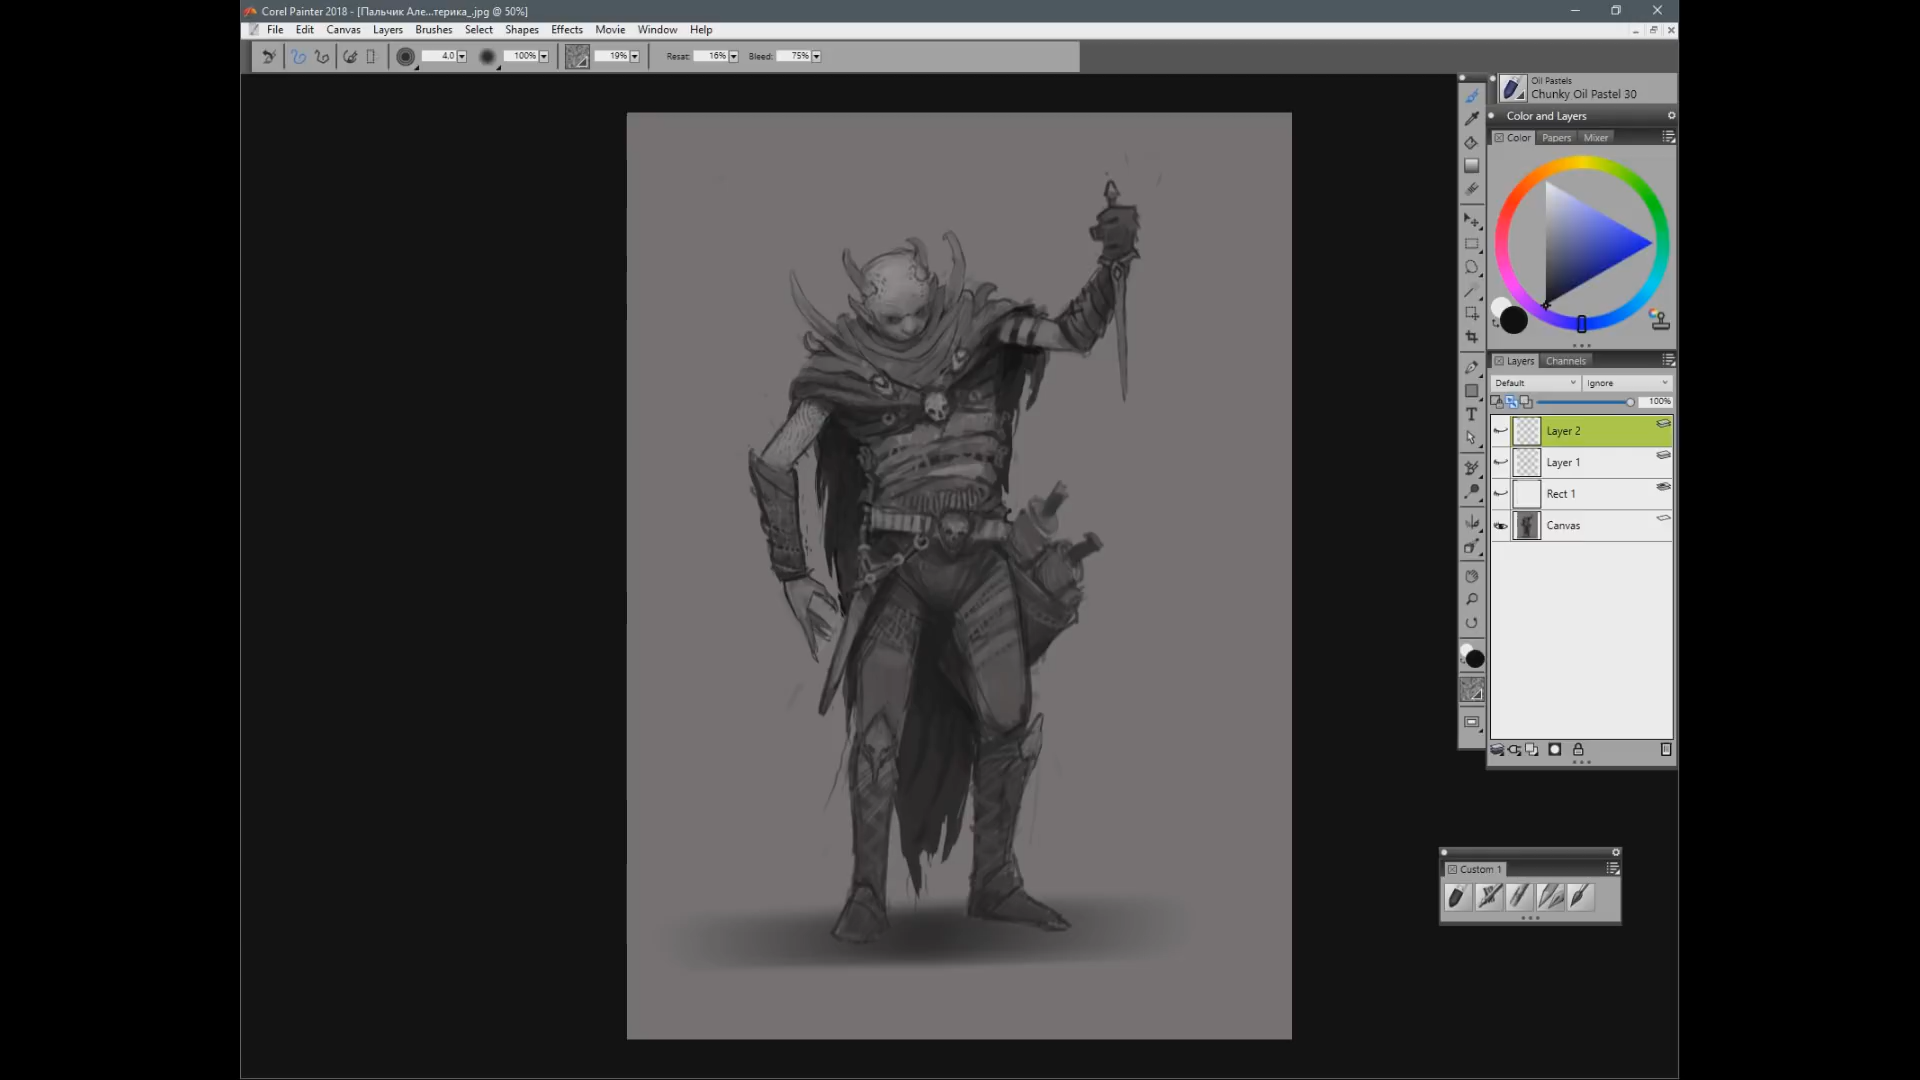 Corel Painter 2018 - [Пальчик Але...терика_.jpg @ 50%]
File Edit Canvas Layers Brushes Select Shapes Effects Movie Window Help
4.0 100% 19% Resat: 16% Bleed: 75%
Oil Pastels
Chunky Oil Pastel 30
Color and Layers
Color Papers Mixer
Layers Channels
Default Ignore
100%
Layer 2
Layer 1
Rect 1
Canvas
T
Custom 1